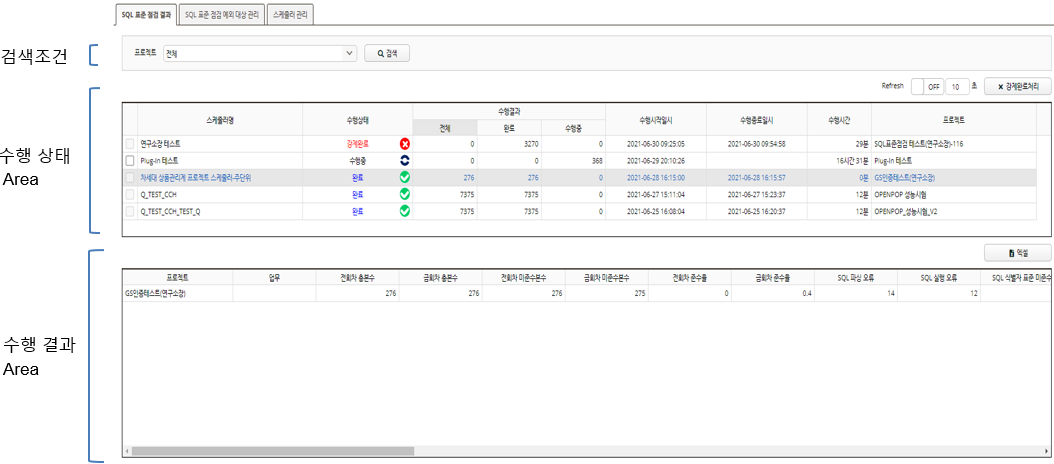 SQL 표준 점검 결과 SQL 표준 점검 예외 대상 관리 스케줄러 관리
검색조건
프로젝트 전체 검색
Refresh OFF 10 초 강제완료처리
수행 상태
Area
스케줄러명 수행상태 수행결과 수행시작일시 수행종료일시 수행시간 프로젝트
전체 완료 수행중
연구소장 테스트 강제완료 0 3270 0 2021-06-30 09:25:05 2021-06-30 09:54:58 29분 SQL표준점검 테스트(연구소장)-116
Plug-In 테스트 수행중 0 0 368 2021-06-29 20:10:26 16시간 31분 Plug-In 테스트
차세대 상품관리계 프로젝트 스케줄러-주단위 완료 276 276 0 2021-06-28 16:15:00 2021-06-28 16:15:57 0분 GS인증테스트(연구소장)
Q_TEST_CCH 완료 7375 7375 0 2021-06-27 15:11:04 2021-06-27 15:23:37 12분 OPENPOP 성능시험
Q_TEST_CCH_TEST_Q 완료 7375 7375 0 2021-06-25 16:08:04 2021-06-25 16:20:37 12분 OPENPOP_성능시험_V2
엑셀
수행 결과
Area
프로젝트 업무 전회차 총본수 금회차 총본수 전회차 미준수본수 금회차 미준수본수 전회차 준수율 금회차 준수율 SQL 파싱 오류 SQL 실행 오류 SQL 식별자 표준 미준수
GS인증테스트(연구소장) 276 276 276 275 0 0.4 14 12